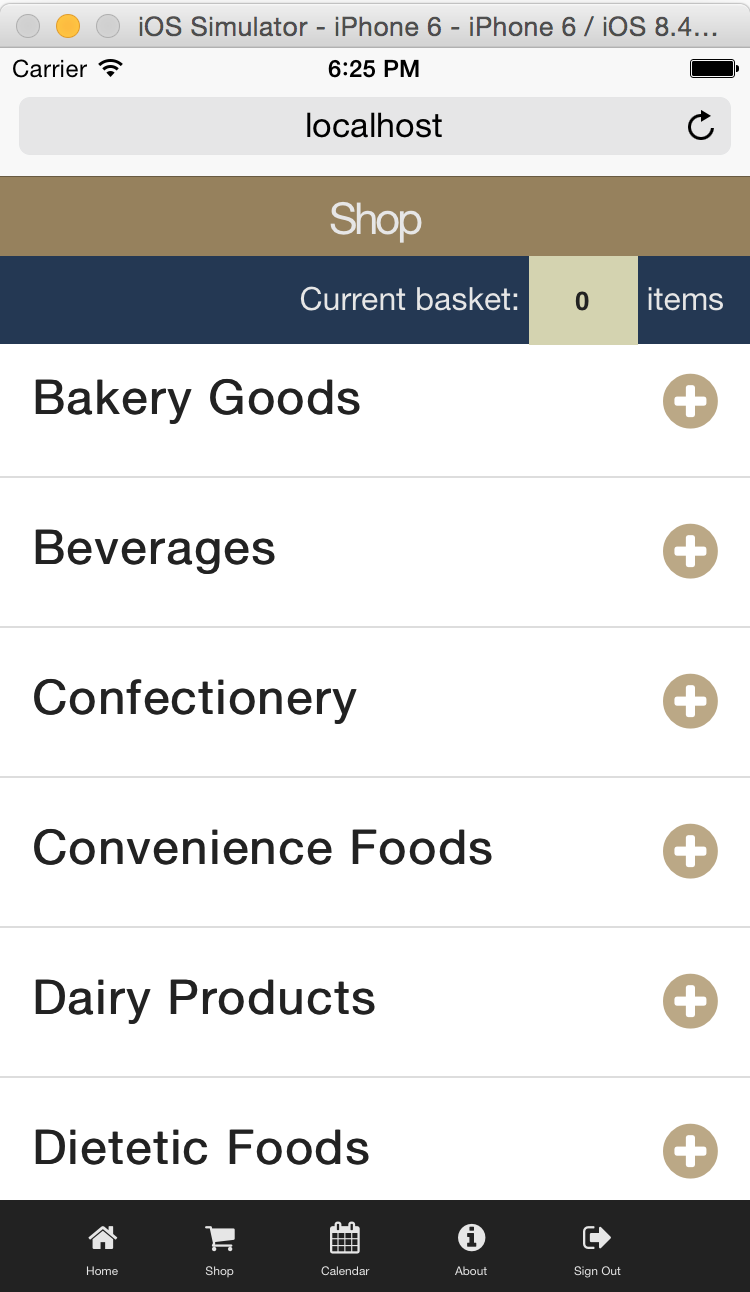 iOS Simulator - iPhone 6 - iPhone 6 / iOS 8.4...
Carrier 6:25 PM
localhost
Shop
Current basket: 0 items
Bakery Goods
Beverages
Confectionery
Convenience Foods
Dairy Products
Dietetic Foods
Home Shop Calendar About Sign Out